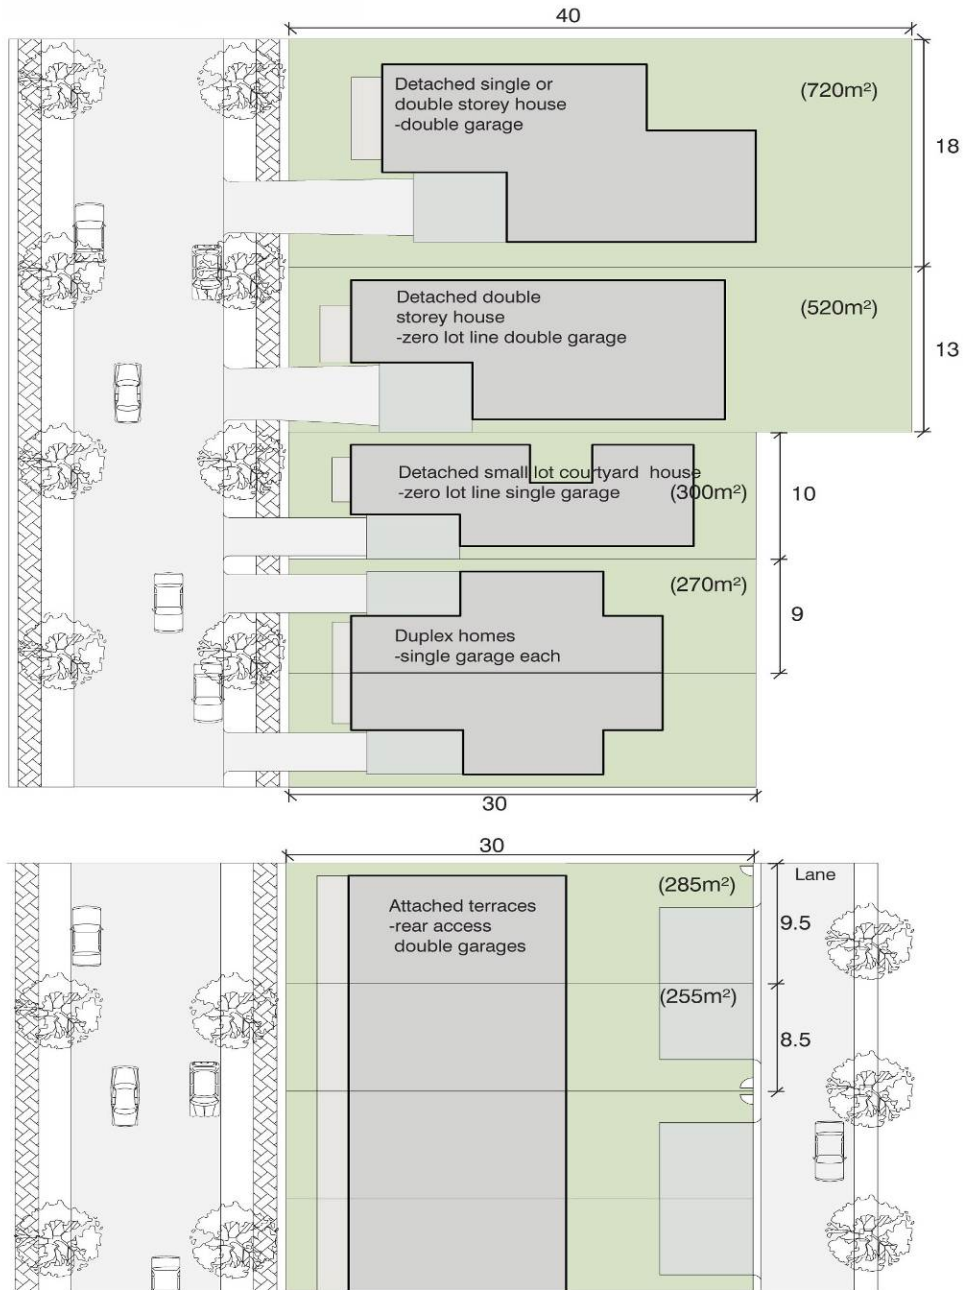 40
Detached single or
double storey house
-double garage
(720m²)
18
Detached double
storey house
-zero lot line double garage
(520m²)
13
Detached small lot courtyard house
-zero lot line single garage
(300m²)
10
(270m²)
9
Duplex homes
-single garage each
30
30
Attached terraces
-rear access
double garages
(285m²)
Lane
9.5
(255m²)
8.5